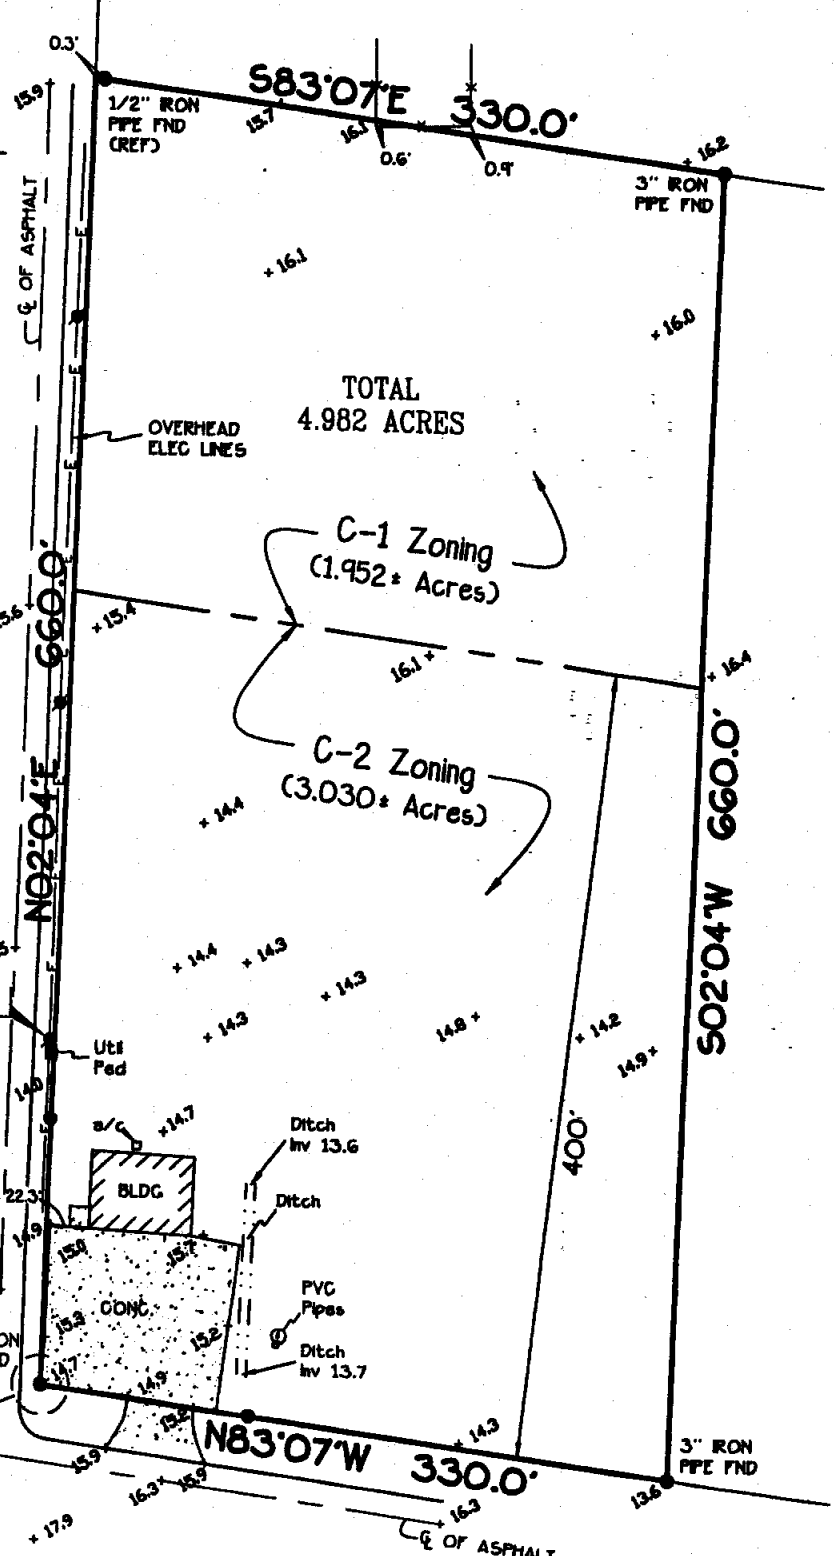 0.3'
S83°07'E 330.0'
15.9
1/2" IRON
PIPE FND
(REF)
15.7
16.1
0.6'
0.9'
16.2
3" IRON
PIPE FND
℄ OF ASPHALT
E
16.1
16.0
E
TOTAL
4.982 ACRES
OVERHEAD
ELEC LINES
E
C-1 Zoning
(1.952± Acres)
660.0'
15.4
16.1
16.4
C-2 Zoning
(3.030± Acres)
660.0'
14.4
N02°04'E
S02°04'W
14.4
14.3
14.3
14.3
14.8
14.2
14.9
Util
Ped
14.0
a/c
14.7
Ditch
Inv 13.6
400'
BLDG
22.3'
Ditch
14.9
15.0
15.7
CONC.
PVC
Pipes
15.3
15.2
Ditch
Inv 13.7
14.7
14.9
15.2
N83°07'W 330.0'
14.3
3" IRON
PIPE FND
15.9
16.3
15.9
13.6
16.3
17.9
℄ OF ASPHALT